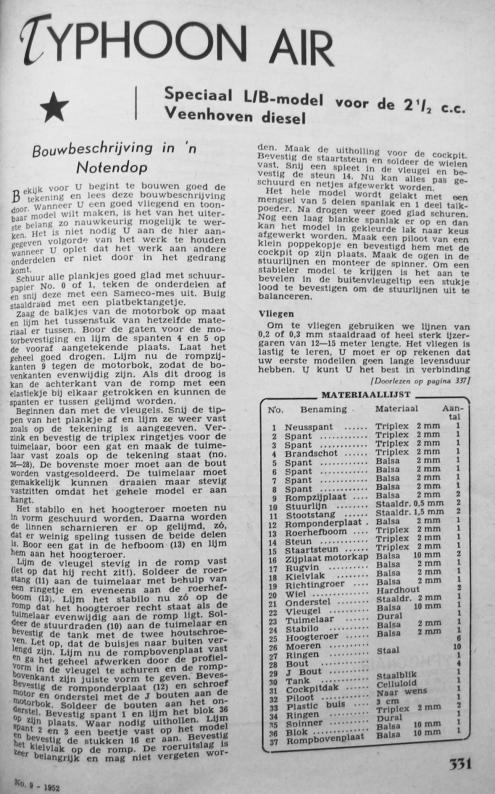 TYPHOON AIR
Speciaal L/B-model voor de 2½ c.c.
Veenhoven diesel
Bouwbeschrijving in 'n
Notendop
Bekijk voor U begint te bouwen goed de
tekening en lees deze bouwbeschrijving
door. Wanneer U een goed vliegend en toon-
baar model wilt maken, is het van het uiter-
ste belang zo nauwkeurig mogelijk te wer-
ken. Het is niet nodig U aan de hier aan-
gegeven volgorde van het werk te houden
wanneer U oplet dat het werk aan andere
onderdelen er niet door in het gedrang
komt.
Schuur alle plankjes goed glad met schuur-
papier No. 0 of 1, teken de onderdelen af
en snij deze met een Sameco-mes uit. Buig
staaldraad met een platbektangetje.
Zaag de balkjes van de motorbok op maat
en lijm het tussenstuk van hetzelfde mate-
riaal er tussen. Boor de gaten voor de mo-
torbevestiging en lijm de spanten 4 en 5 op
de vooraf aangetekende plaats. Laat het
geheel goed drogen. Lijm nu de rompzij-
kanten 9 tegen de motorbok, zodat de bo-
venkanten evenwijdig zijn. Als dit droog is
kan de achterkant van de romp met een
elastiekje bij elkaar getrokken en kunnen de
spanten er tussen gelijmd worden.
Beginnen dan met de vleugels. Snij de tip-
pen van het plankje af en lijm ze weer vast
zoals op de tekening is aangegeven. Ver-
zink en bevestig de triplex ringetjes voor de
tuimelaar, boor een gat en maak de tuime-
laar vast zoals op de tekening staat (no.
26—28). De bovenste moer moet aan de bout
worden vastgesoldeerd. De tuimelaar moet
gemakkelijk kunnen draaien maar stevig
vastzitten omdat het gehele model er aan
hangt.
Het stabilo en het hoogteroer moeten nu
in vorm geschuurd worden. Daarna worden
de linnen scharnieren er op gelijmd, zó,
dat er weinig speling tussen de beide delen
is. Boor een gat in de hefboom (13) en lijm
hem aan het hoogteroer.
Lijm de vleugel stevig in de romp vast
(let op dat hij recht zit!). Soldeer de roer-
stang (11) aan de tuimelaar met behulp van
een ringetje en eveneens aan de roerhef-
boom (13). Lijm het stabilo nu zó op de
romp dat het hoogteroer recht staat als de
tuimelaar evenwijdig aan de romp ligt. Sol-
deer de stuurdraden (10) aan de tuimelaar en
bevestig de tank met de twee houtschroe-
ven. Let op, dat de buisjes naar buiten ver-
lengd zijn. Lijm nu de rompbovenplaat vast
en ga het geheel afwerken door de profiel-
vorm in de vleugel te schuren en de romp-
bovenkant zijn juiste vorm te geven. Beves-
Bevestig de ronderplaat (12) en schroef
motor en onderstel met de J bouten aan de
motorbok. Soldeer de bouten aan het on-
derstel. Bevestig spant 1 en lijm het blok 36
op zijn plaats. Waar nodig uithollen. Lijm
spant 2 en 3 een beetje vast op het model
en bevestig de stukken 16 er aan. Bevestig
het kielvlak op de romp. De roeruitslag is
zeer belangrijk en mag niet vergeten wor-
den. Maak de uitholling voor de cockpit.
Bevestig de staartsteun en soldeer de wielen
vast. Snij een spleet in de vleugel en be-
vestig de steun 14. Nu kan alles pas ge-
schuurd en netjes afgewerkt worden.
Het hele model wordt gelakt met een
mengsel van 5 delen spanlak en 1 deel talk-
poeder. Na drogen weer goed glad schuren.
Nog een laag blanke spanlak er op en dan
kan het model in gekleurde lak naar keus
afgewerkt worden. Maak een piloot van een
klein poppekopje en bevestigd hem met de
cockpit op zijn plaats. Maak de ogen in de
stuurlijnen en monteer de spinner. Om een
stabieler model te krijgen is het aan te
bevelen in de buitenvleugeltip een stukje
lood te bevestigen om de stuurlijnen uit te
balanceren.
Vliegen
Om te vliegen gebruiken we lijnen van
0,2 of 0,3 mm staaldraad of heel sterk ijzer-
garen van 12—15 meter lengte. Het vliegen is
lastig te leren, U moet er op rekenen dat
uw eerste modellen geen lange levensduur
hebben. U kunt U het best in verbinding
[Doorlezen op pagina 337]
MATERIAALLIJST
No. Benaming Materiaal Aan-
tal
1 Neusspant ...... Triplex 2 mm 1
2 Spant ............ Triplex 2 mm 1
3 Spant ............ Triplex 2 mm 1
4 Brandschot ...... Triplex 2 mm 1
5 Spant ............ Balsa 2 mm 1
6 Spant ............ Balsa 2 mm 1
7 Spant ............ Balsa 2 mm 1
8 Spant ............ Balsa 2 mm 1
9 Rompzijplaat .... Balsa 2 mm 2
10 Stuurlijn ........ Staaldr. 0,5 mm 2
11 Stootstang ...... Staaldr. 1,5 mm 2
12 Romponderplaat . Balsa 2 mm 1
13 Roerhefboom .... Triplex 2 mm 1
14 Steun ............ Triplex 2 mm 1
15 Staartsteun ...... Triplex 2 mm 1
16 Zijplaat motorkap Balsa 10 mm 2
17 Rugvin .......... Balsa 2 mm 1
18 Kielvlak ......... Balsa 2 mm 1
19 Richtingroer .... Balsa 2 mm 1
20 Wiel ............. Hardhout 2
21 Onderstel ....... Staaldr. 2 mm 1
22 Vleugel ......... Balsa 10 mm 1
23 Tuimelaar ....... Dural 1
24 Stabilo .......... Balsa 2 mm 1
25 Hoogteroer ...... Balsa 2 mm 1
26 Moeren .......... 6
27 Ringen .......... Staal 10
28 Bout ............ 1
29 J Bout .......... 4
30 Tank ............ Staalblik 1
31 Cockpitdak ...... Celluloid 1
32 Piloot ........... Naar wens 1
33 Plastic buis ..... 3 cm 1
34 Ringen .......... Triplex 2 mm 2
35 Spinner ......... Dural 1
36 Blok ............ Balsa 10 mm 1
37 Rompbovenplaat Balsa 10 mm 1
No. 9 - 1952
331